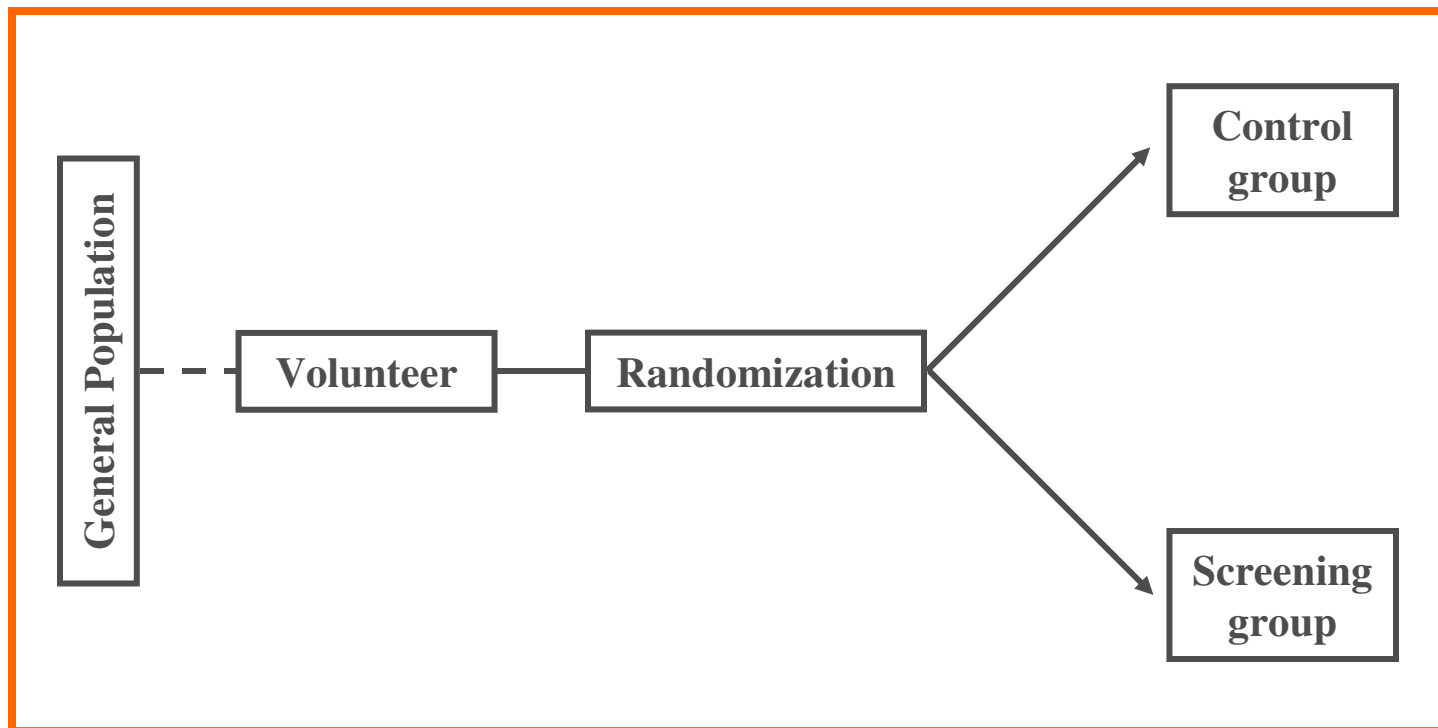 General Population
Volunteer
Randomization
Control
group
Screening
group